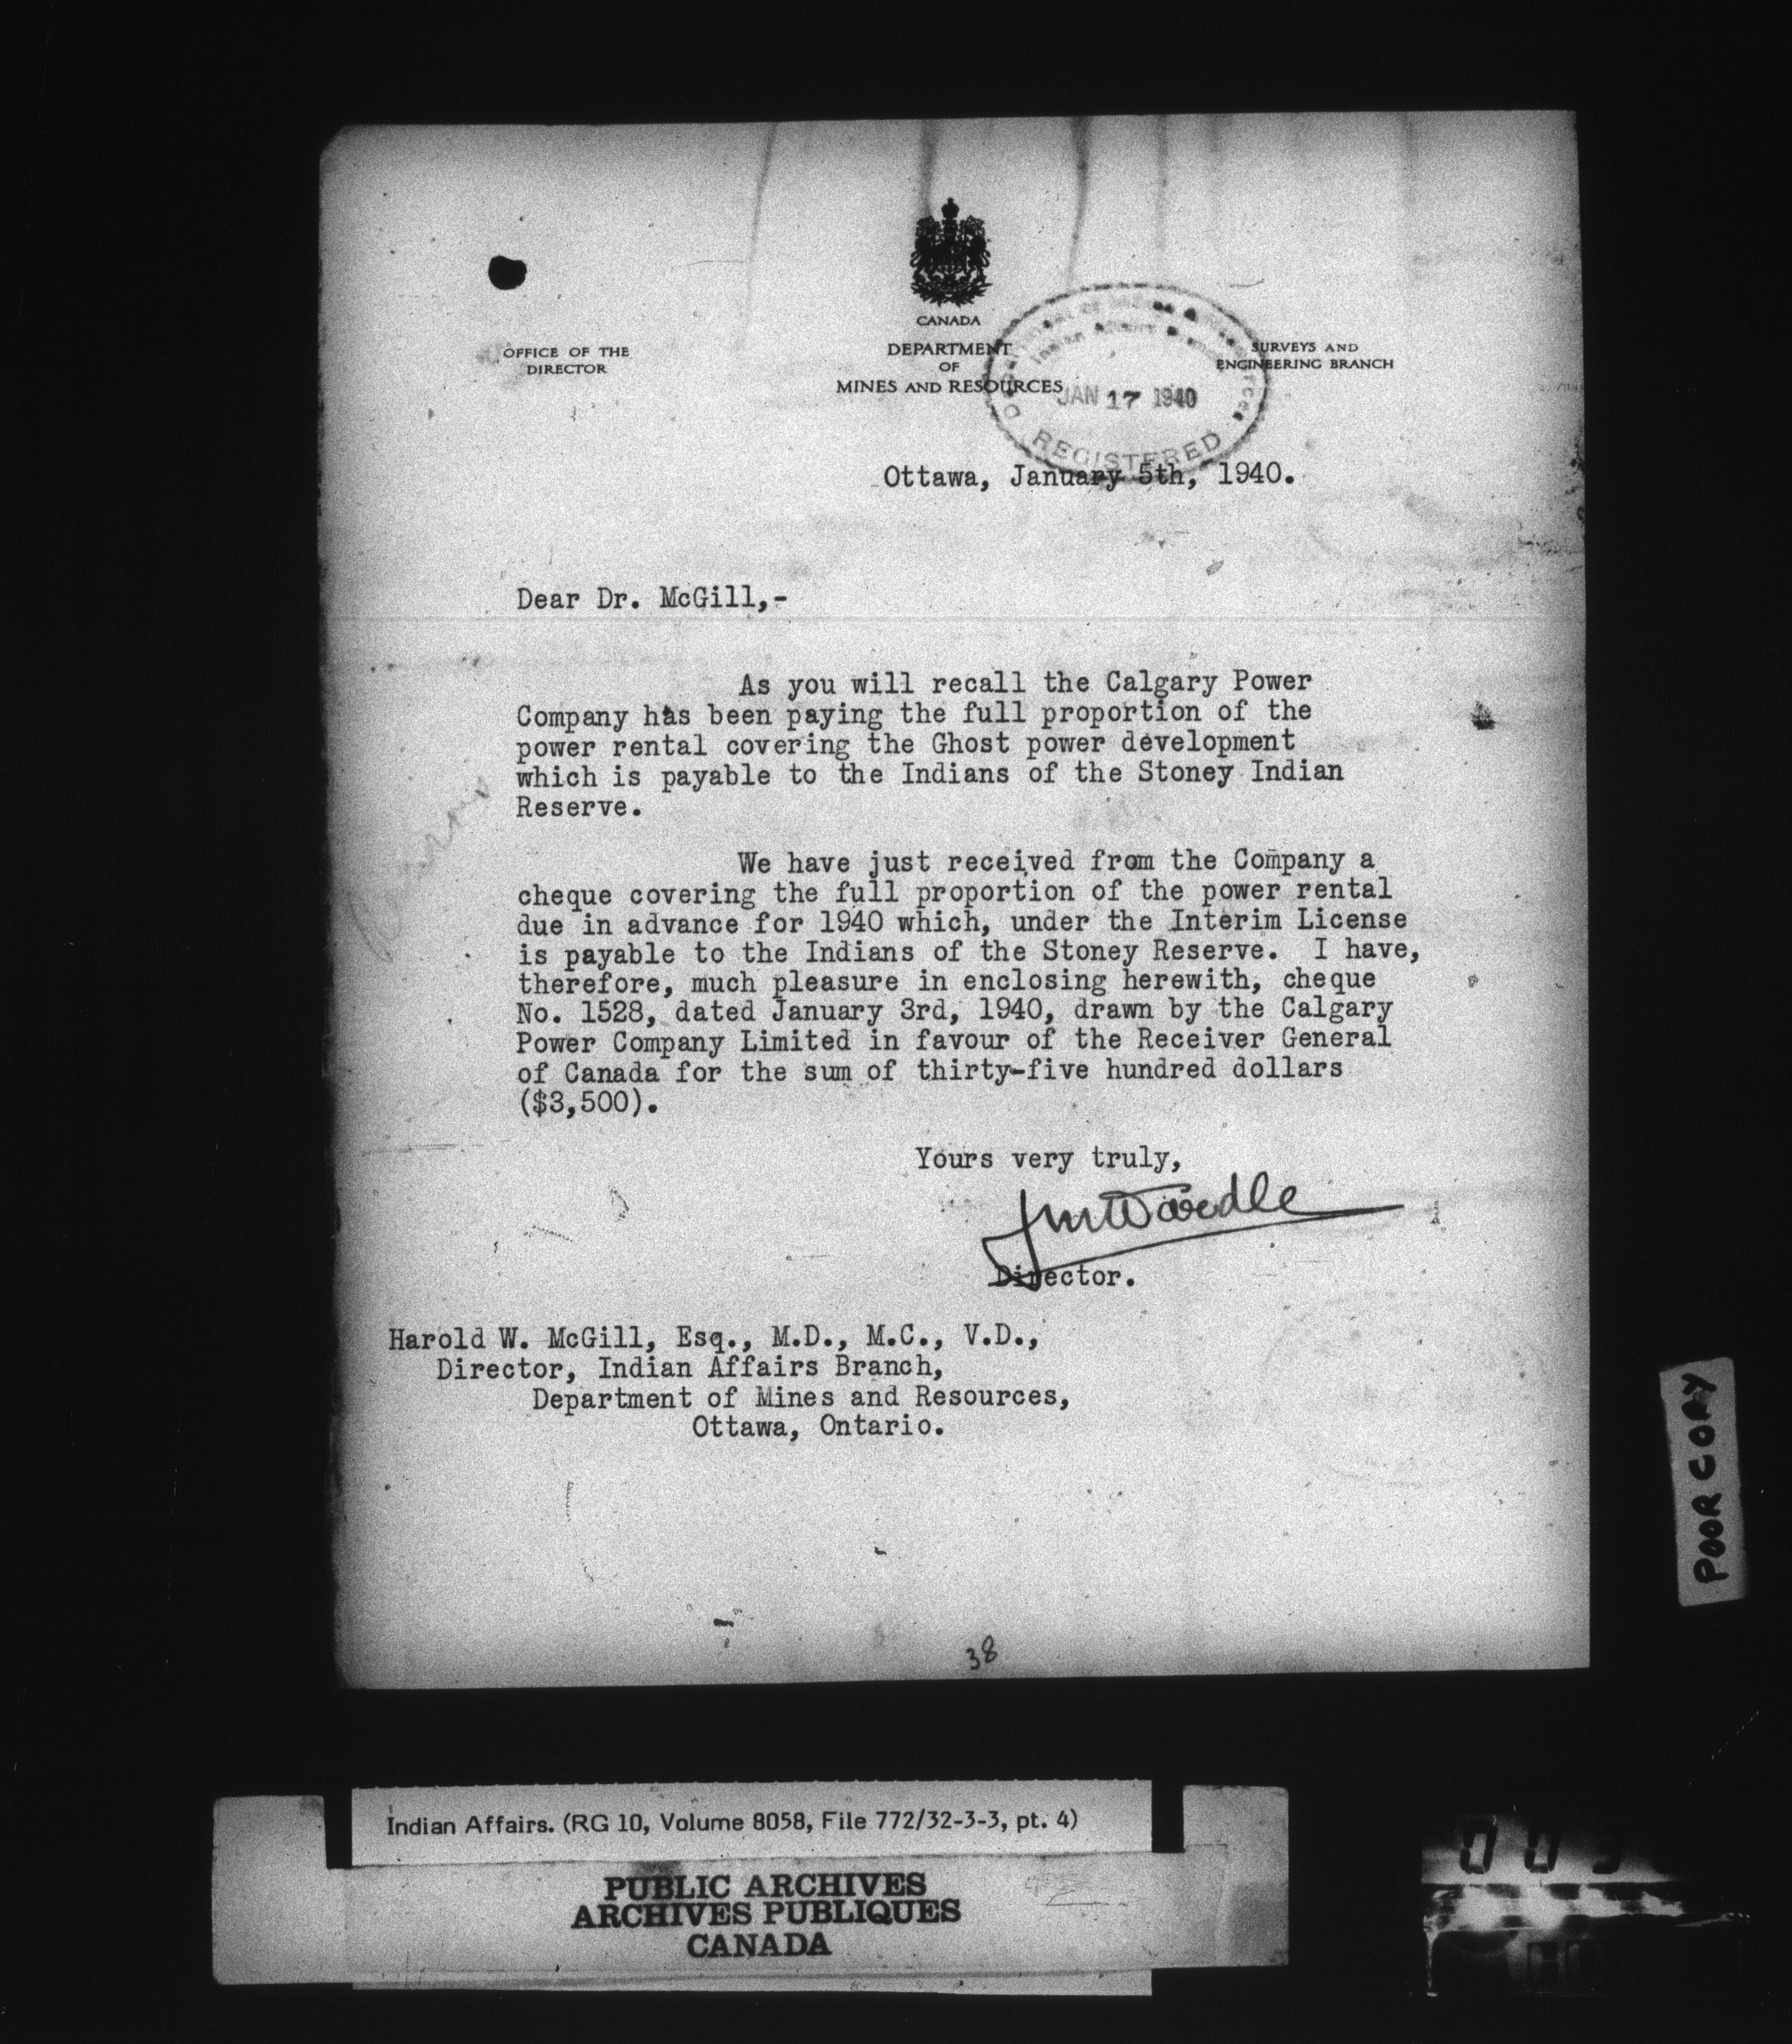 CANADA
OFFICE OF THE
DIRECTOR
DEPARTMENT
OF
MINES AND RESOURCES
SURVEYS AND
ENGINEERING BRANCH
JAN 17 1940
REGISTERED
Ottawa, January 5th, 1940.
Dear Dr. McGill,-
As you will recall the Calgary Power
Company has been paying the full proportion of the
power rental covering the Ghost power development
which is payable to the Indians of the Stoney Indian
Reserve.
We have just received from the Company a
cheque covering the full proportion of the power rental
due in advance for 1940 which, under the Interim License
is payable to the Indians of the Stoney Reserve. I have,
therefore, much pleasure in enclosing herewith, cheque
No. 1528, dated January 3rd, 1940, drawn by the Calgary
Power Company Limited in favour of the Receiver General
of Canada for the sum of thirty-five hundred dollars
($3,500).
Yours very truly,
JMWardle
Director.
Harold W. McGill, Esq., M.D., M.C., V.D.,
Director, Indian Affairs Branch,
Department of Mines and Resources,
Ottawa, Ontario.
38
POOR COPY
Indian Affairs. (RG 10, Volume 8058, File 772/32-3-3, pt. 4)
PUBLIC ARCHIVES
ARCHIVES PUBLIQUES
CANADA